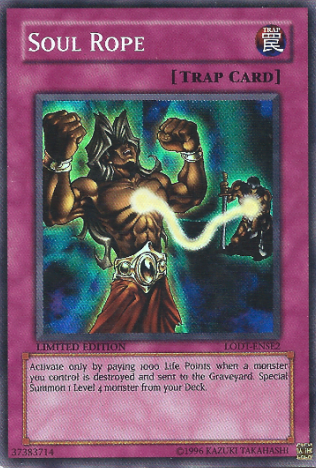 SOUL ROPE
TRAP
罠
[TRAP CARD]
LIMITED EDITION
LODT-ENSE2
Activate only by paying 1000 Life Points when a monster
you control is destroyed and sent to the Graveyard. Special
Summon 1 Level 4 monster from your Deck.
37383714
©1996 KAZUKI TAKAHASHI